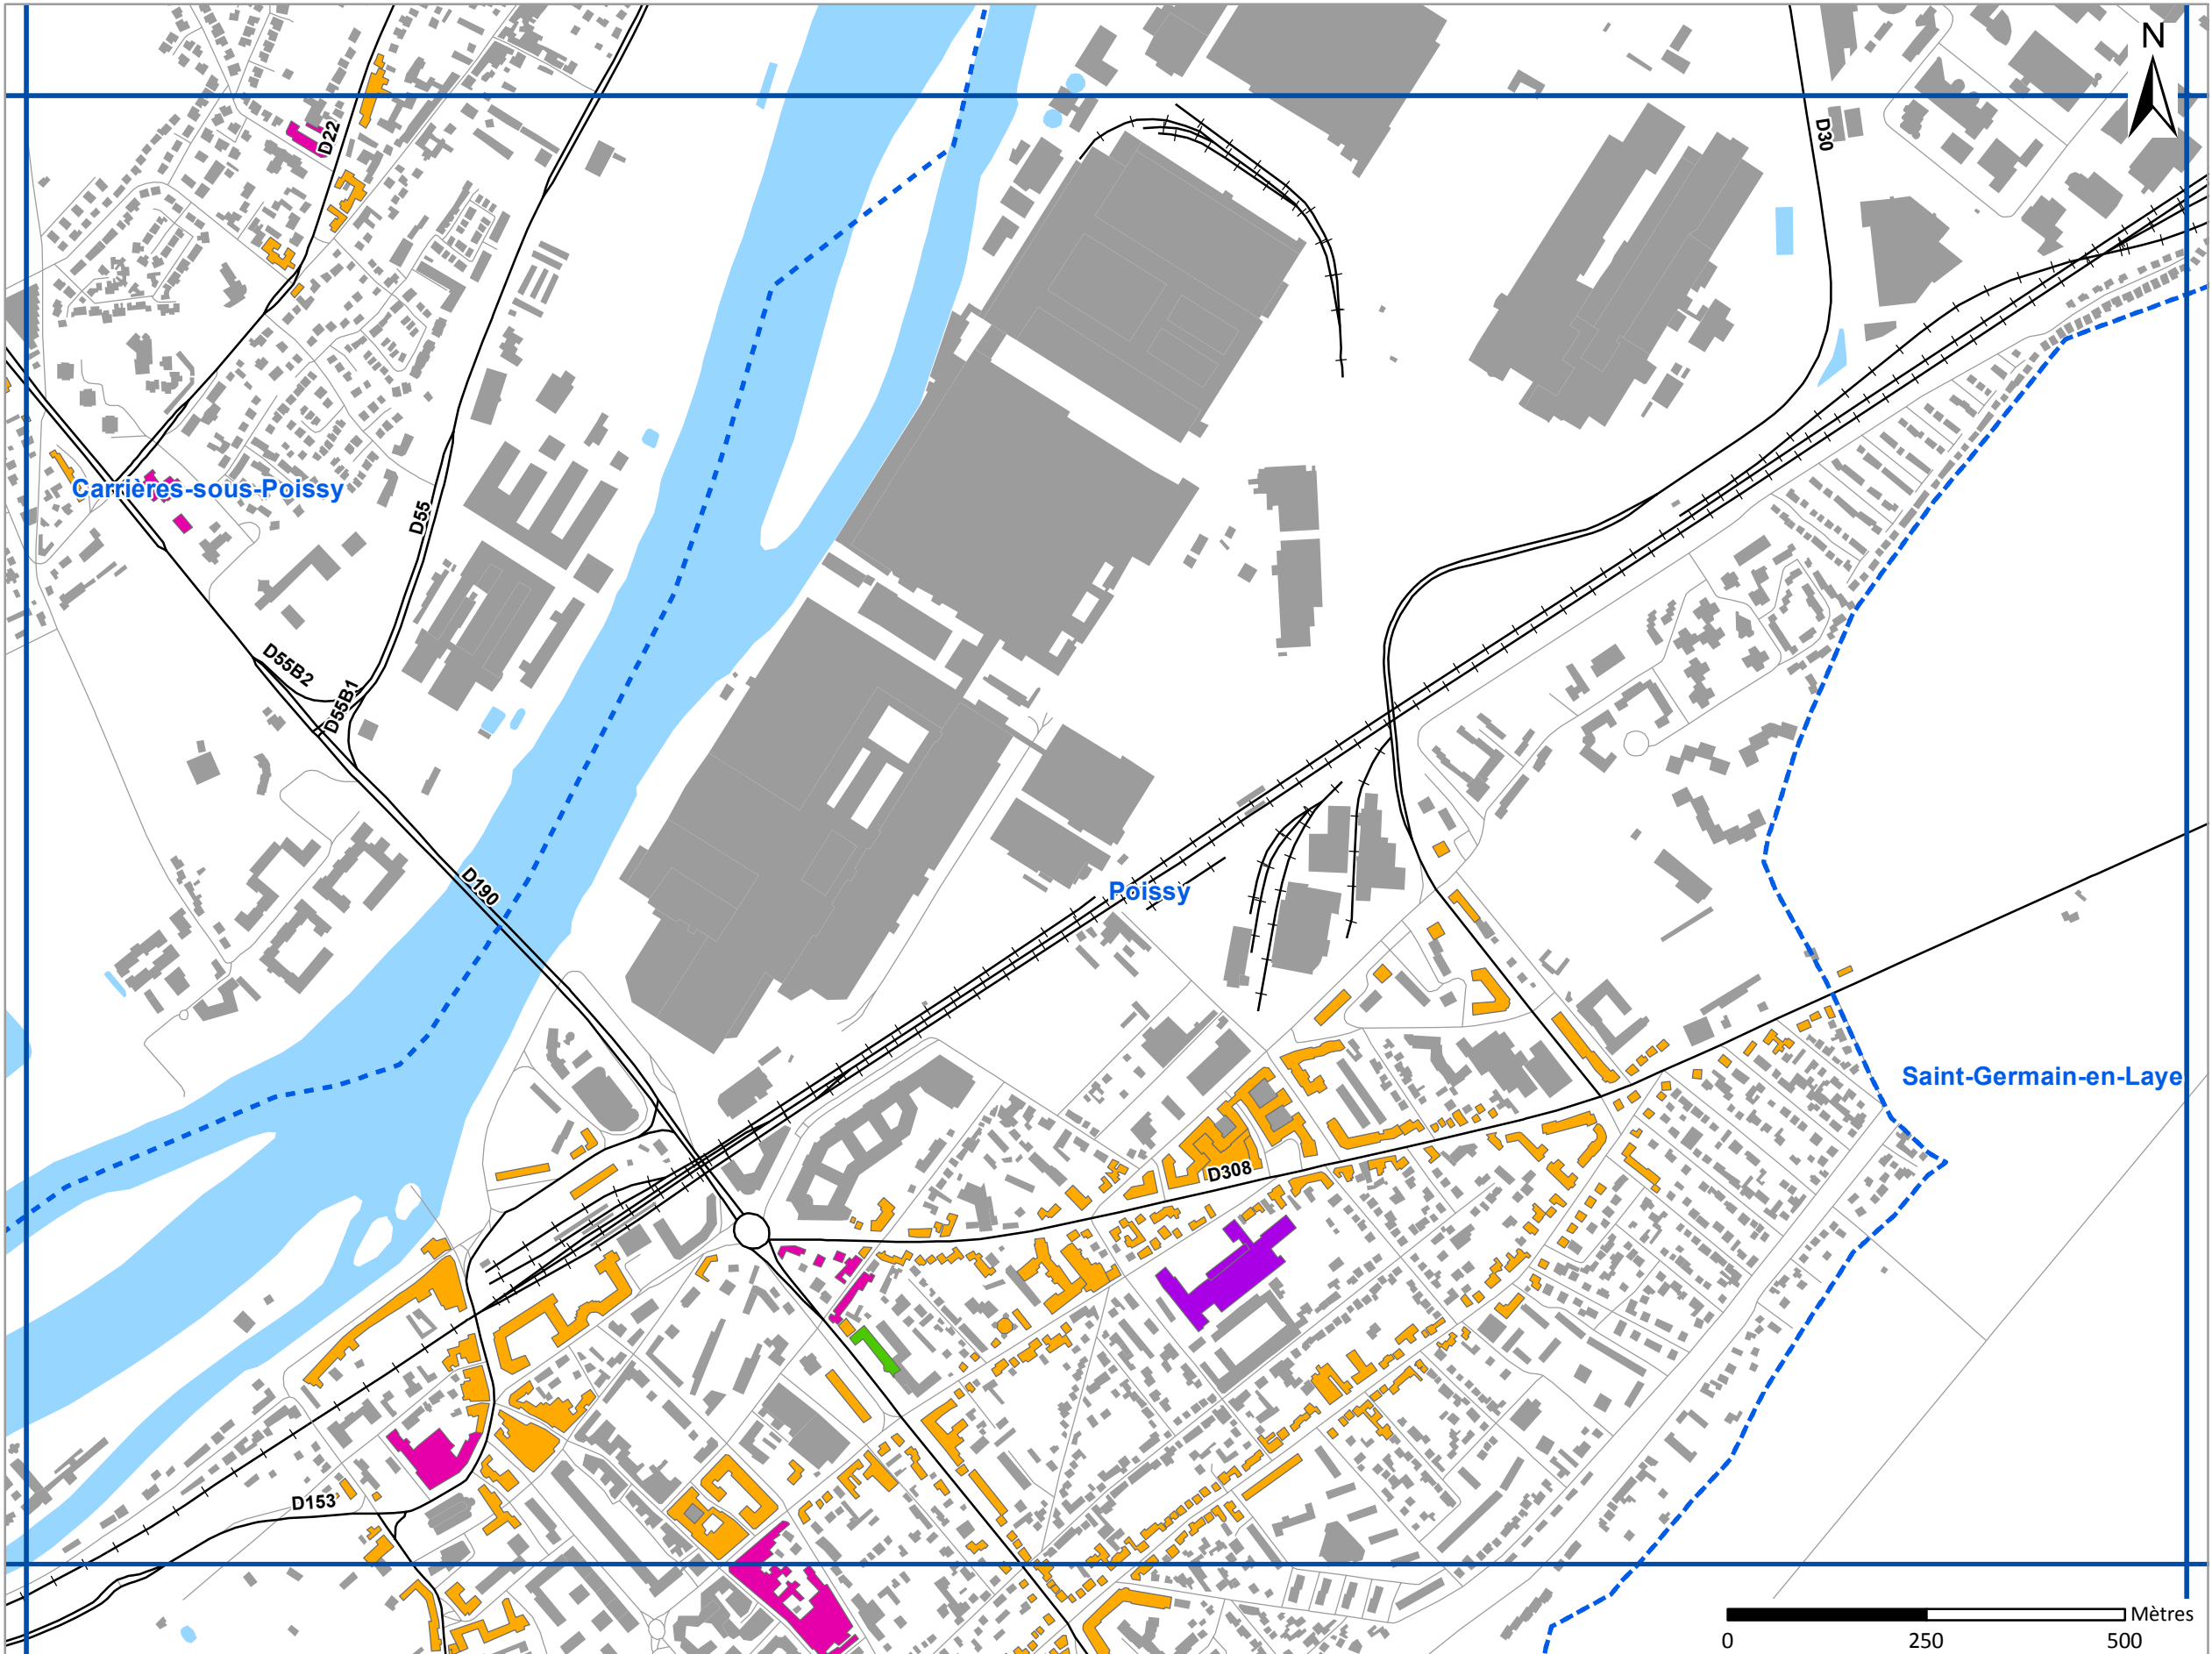 N
D22
D30
Carrières-sous-Poissy
D55
D55B2
D55B1
D190
Poissy
Saint-Germain-en-Laye
D308
D153
Mètres
0 250 500